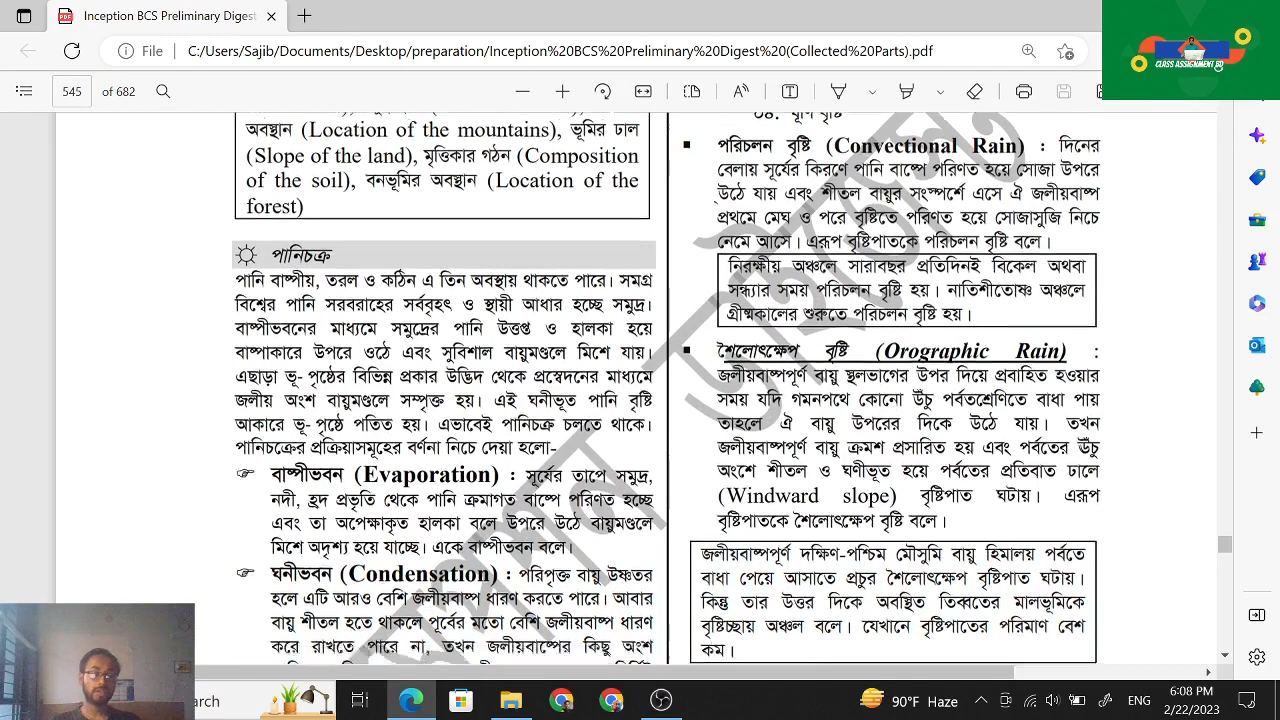 Inception BCS Preliminary Digest
File
C:/Users/Sajib/Documents/Desktop/preparation/Inception%20BCS%20Preliminary%20Digest%20(Collected%20Parts).pdf
CLASS ASSIGNMENT BD
545 of 682
অবস্থান (Location of the mountains), ভূমির ঢাল
(Slope of the land), মৃত্তিকার গঠন (Composition
of the soil), বনভূমির অবস্থান (Location of the
forest)
পানিচক্র
পানি বাষ্পীয়, তরল ও কঠিন এ তিন অবস্থায় থাকতে পারে। সমগ্র
বিশ্বের পানি সরবরাহের সর্ববৃহৎ ও স্থায়ী আধার হচ্ছে সমুদ্র।
বাষ্পীভবনের মাধ্যমে সমুদ্রের পানি উত্তপ্ত ও হালকা হয়ে
বাষ্পাকারে উপরে ওঠে এবং সুবিশাল বায়ুমণ্ডলে মিশে যায়।
এছাড়া ভূ- পৃষ্ঠের বিভিন্ন প্রকার উদ্ভিদ থেকে প্রস্বেদনের মাধ্যমে
জলীয় অংশ বায়ুমণ্ডলে সম্পৃক্ত হয়। এই ঘনীভূত পানি বৃষ্টি
আকারে ভূ- পৃষ্ঠে পতিত হয়। এভাবেই পানিচক্র চলতে থাকে।
পানিচক্রের প্রক্রিয়াসমূহের বর্ণনা নিচে দেয়া হলো-
বাষ্পীভবন (Evaporation) : সূর্যের তাপে সমুদ্র,
নদী, হ্রদ প্রভৃতি থেকে পানি ক্রমাগত বাষ্পে পরিণত হচ্ছে
এবং তা অপেক্ষাকৃত হালকা বলে উপরে উঠে বায়ুমণ্ডলে
মিশে অদৃশ্য হয়ে যাচ্ছে। একে বাষ্পীভবন বলে।
ঘনীভবন (Condensation) : পরিপৃক্ত বায়ু উষ্ণতর
হলে এটি আরও বেশি জলীয়বাষ্প ধারণ করতে পারে। আবার
বায়ু শীতল হতে থাকলে পূর্বের মতো বেশি জলীয়বাষ্প ধারণ
করে রাখতে পারে না, তখন জলীয়বাষ্পের কিছু অংশ
০৪. ঘূর্ণি বৃষ্টি
পরিচলন বৃষ্টি (Convectional Rain) : দিনের
বেলায় সূর্যের কিরণে পানি বাষ্পে পরিণত হয়ে সোজা উপরে
উঠে যায় এবং শীতল বায়ুর সংস্পর্শে এসে ঐ জলীয়বাষ্প
প্রথমে মেঘ ও পরে বৃষ্টিতে পরিণত হয়ে সোজাসুজি নিচে
নেমে আসে। এরূপ বৃষ্টিপাতকে পরিচলন বৃষ্টি বলে।
নিরক্ষীয় অঞ্চলে সারাবছর প্রতিদিনই বিকেল অথবা
সন্ধ্যার সময় পরিচলন বৃষ্টি হয়। নাতিশীতোষ্ণ অঞ্চলে
গ্রীষ্মকালের শুরুতে পরিচলন বৃষ্টি হয়।
শৈলোৎক্ষেপ বৃষ্টি (Orographic Rain) :
জলীয়বাষ্পপূর্ণ বায়ু স্থলভাগের উপর দিয়ে প্রবাহিত হওয়ার
সময় যদি গমনপথে কোনো উঁচু পর্বতশ্রেণিতে বাধা পায়
তাহলে ঐ বায়ু উপরের দিকে উঠে যায়। তখন
জলীয়বাষ্পপূর্ণ বায়ু ক্রমশ প্রসারিত হয় এবং পর্বতের ঊঁচু
অংশে শীতল ও ঘণীভূত হয়ে পর্বতের প্রতিবাত ঢালে
(Windward slope) বৃষ্টিপাত ঘটায়। এরূপ
বৃষ্টিপাতকে শৈলোৎক্ষেপ বৃষ্টি বলে।
জলীয়বাষ্পপূর্ণ দক্ষিণ-পশ্চিম মৌসুমি বায়ু হিমালয় পর্বতে
বাধা পেয়ে আসাতে প্রচুর শৈলোৎক্ষেপ বৃষ্টিপাত ঘটায়।
কিন্তু তার উত্তর দিকে অবস্থিত তিব্বতের মালভূমিকে
বৃষ্টিচ্ছায় অঞ্চল বলে। যেখানে বৃষ্টিপাতের পরিমাণ বেশ
কম।
arch
90°F Haze
ENG
6:08 PM
2/22/2023